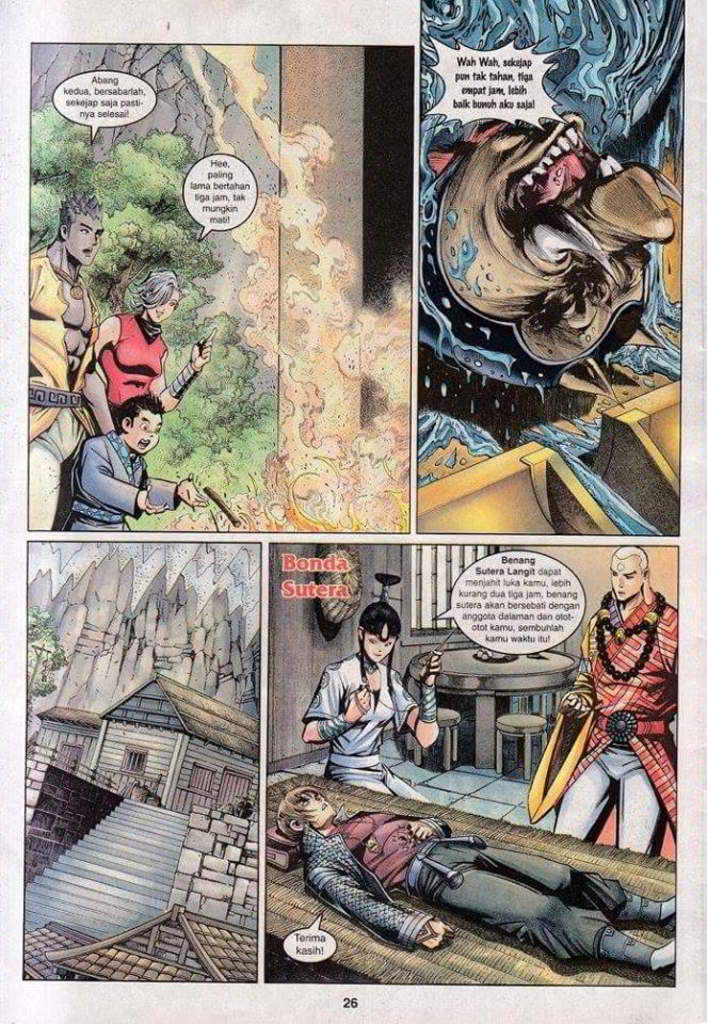 Abang
kedua, bersabarlah,
sekejap saja pasti-
nya selesai!
Hee,
paling
lama bertahan
tiga jam, tak
mungkin
mati!
Wah Wah, sekejap
pun tak tahan, tiga
empat jam, lebih
baik bunuh aku saja!
Bonda
Sutera
Benang
Sutera Langit dapat
menjahit luka kamu, lebih
kurang dua tiga jam, benang
sutera akan bersebati dengan
anggota dalaman dan otot-
otot kamu, sembuhlah
kamu waktu itu!
Terima
kasih!
26